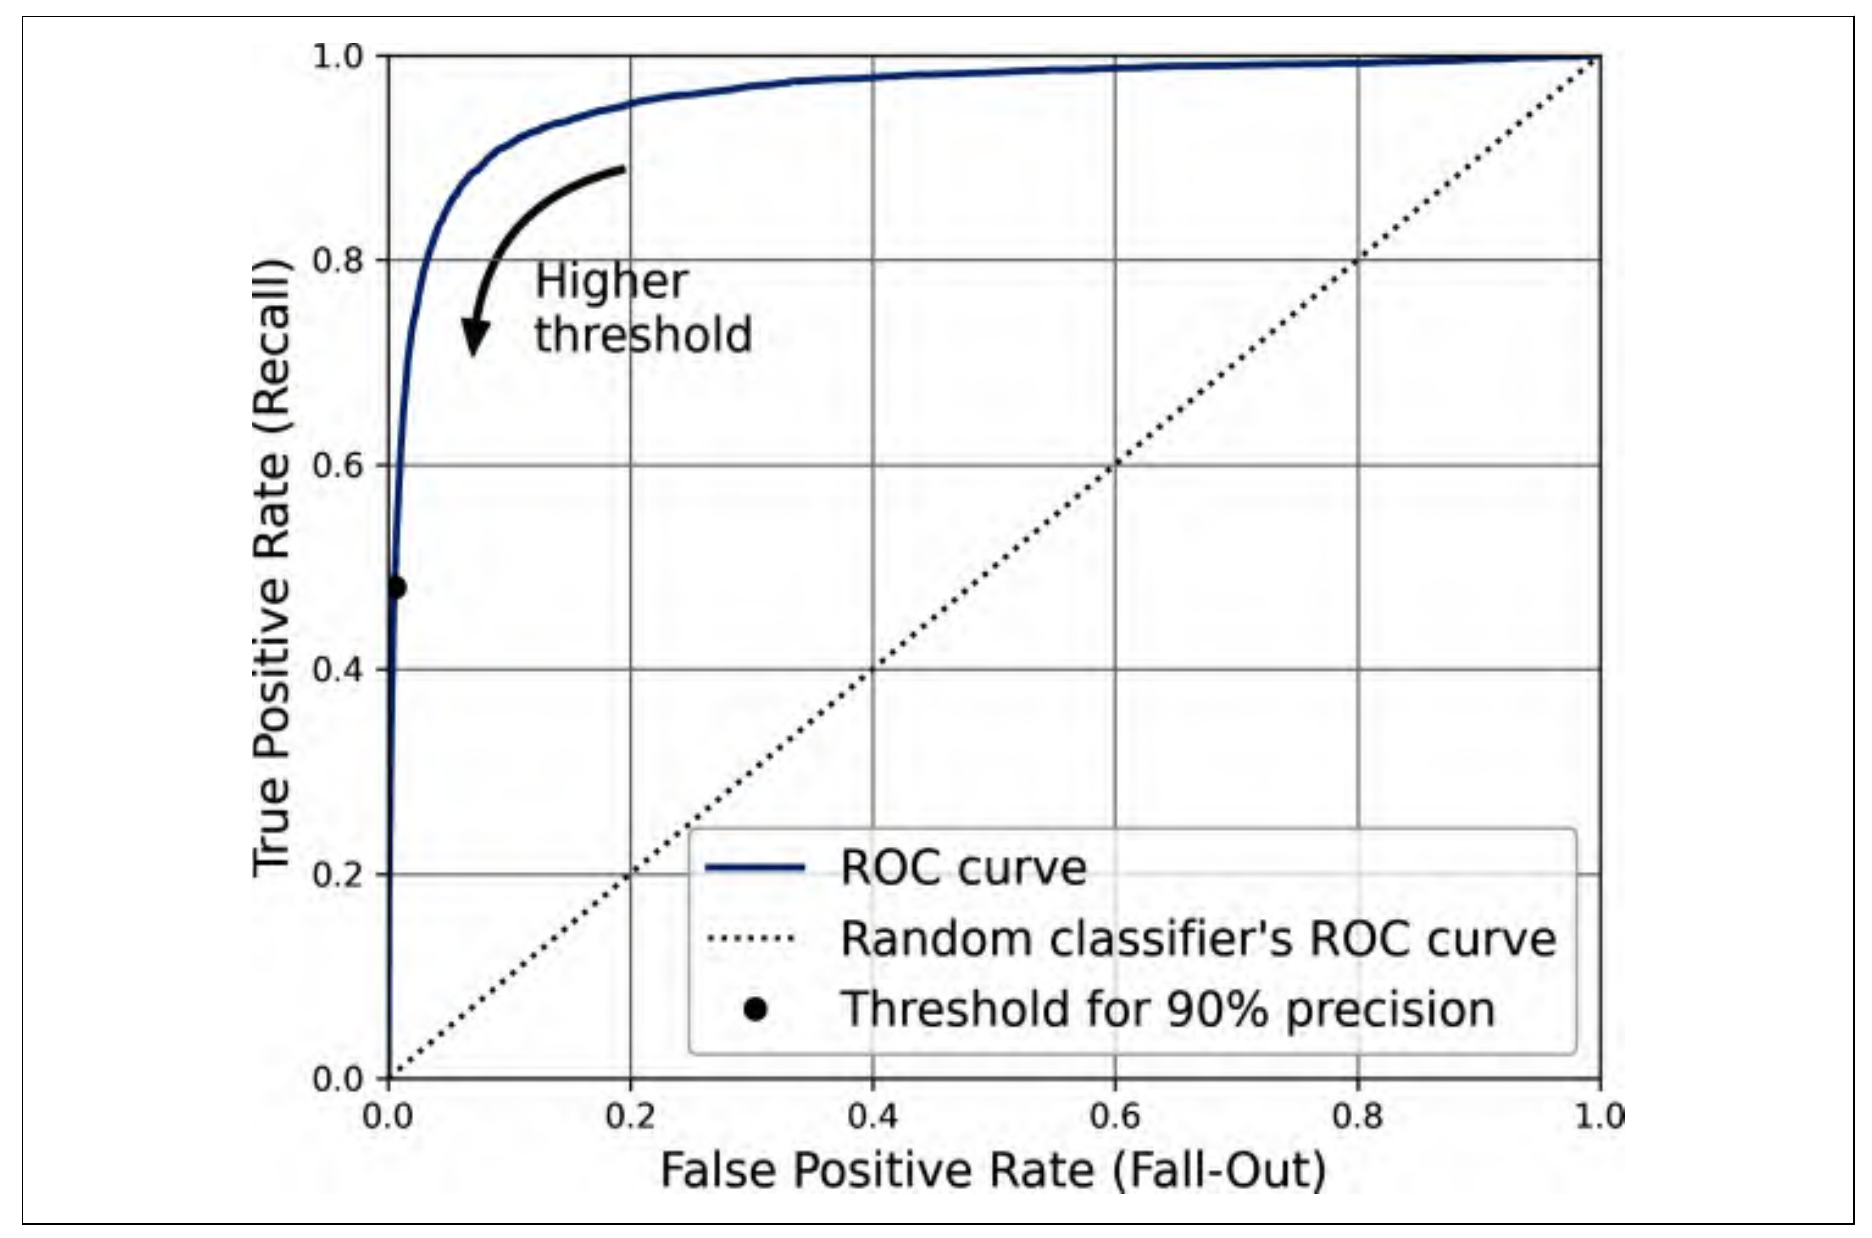 1.0
0.8
0.6
0.4
0.2
0.0
True Positive Rate (Recall)
Higher
threshold
ROC curve
Random classifier's ROC curve
Threshold for 90% precision
0.0 0.2 0.4 0.6 0.8 1.0
False Positive Rate (Fall-Out)